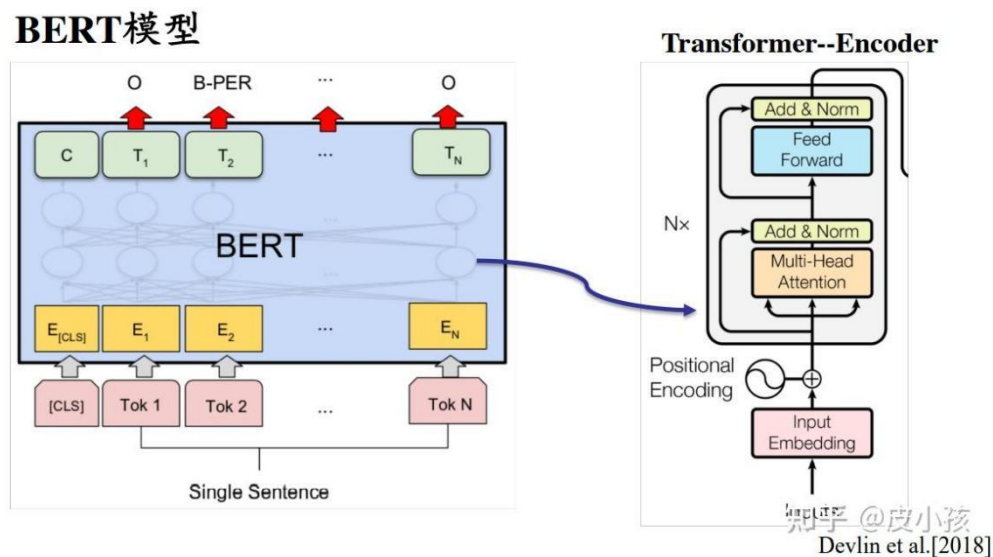 BERT模型
Transformer--Encoder
O B-PER ... O
C T1 T2 ... TN
BERT
E[CLS] E1 E2 ... EN
[CLS] Tok 1 Tok 2 ... Tok N
Single Sentence
Add & Norm
Feed
Forward
N×
Add & Norm
Multi-Head
Attention
Positional
Encoding
Input
Embedding
Inputs
知乎 @皮小孩
Devlin et al.[2018]